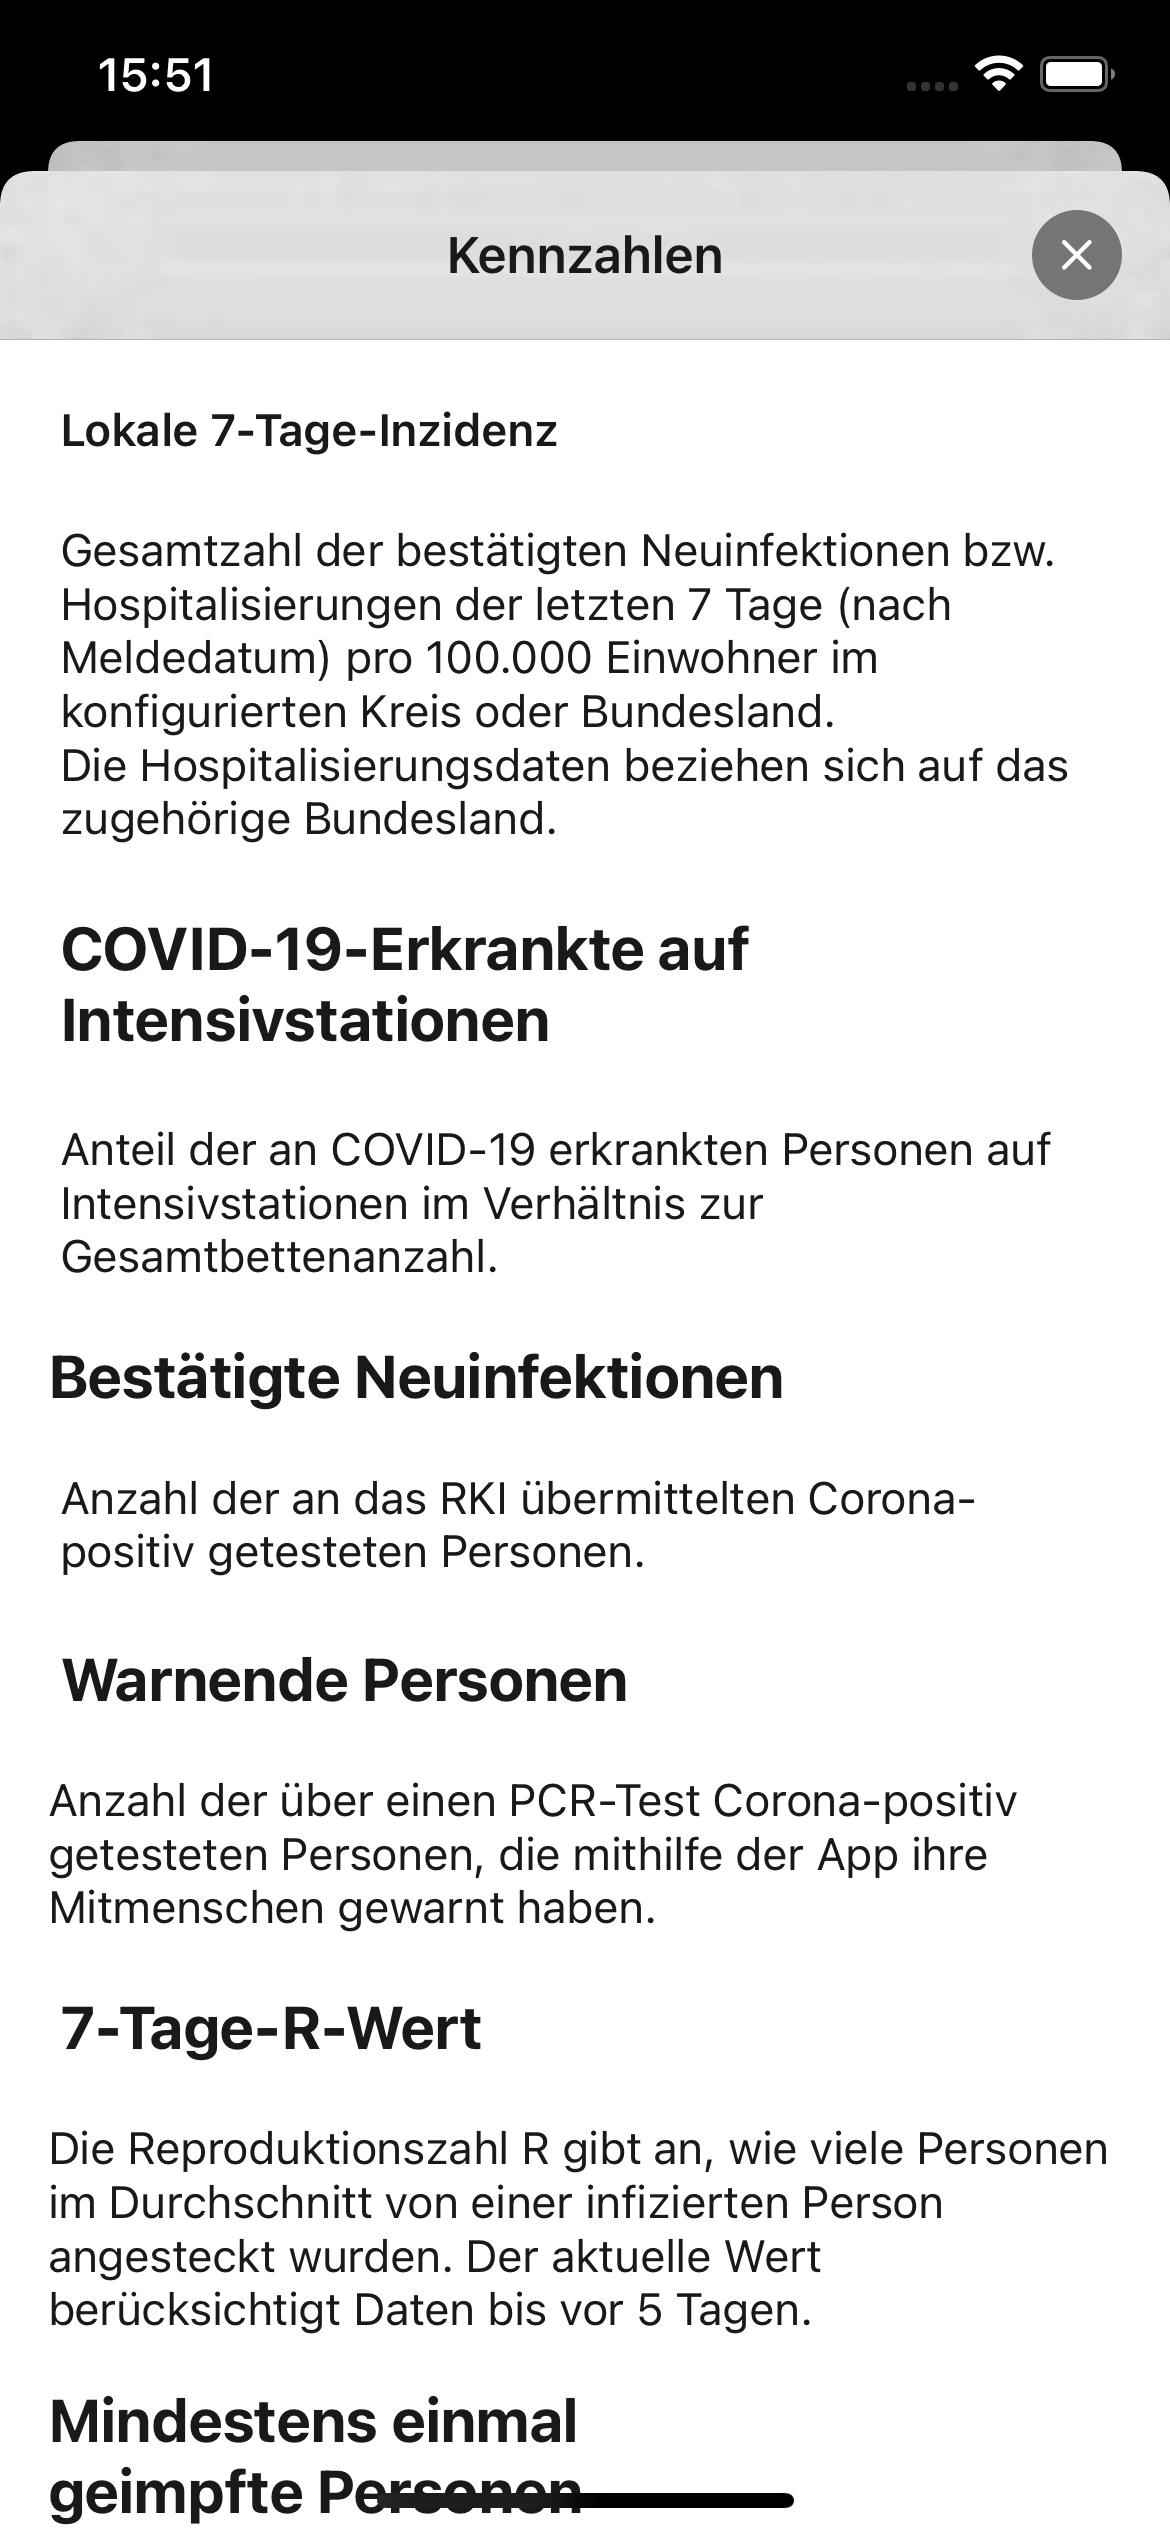 15:51
Kennzahlen
Lokale 7-Tage-Inzidenz
Gesamtzahl der bestätigten Neuinfektionen bzw.
Hospitalisierungen der letzten 7 Tage (nach
Meldedatum) pro 100.000 Einwohner im
konfigurierten Kreis oder Bundesland.
Die Hospitalisierungsdaten beziehen sich auf das
zugehörige Bundesland.
COVID-19-Erkrankte auf
Intensivstationen
Anteil der an COVID-19 erkrankten Personen auf
Intensivstationen im Verhältnis zur
Gesamtbettenanzahl.
Bestätigte Neuinfektionen
Anzahl der an das RKI übermittelten Corona-
positiv getesteten Personen.
Warnende Personen
Anzahl der über einen PCR-Test Corona-positiv
getesteten Personen, die mithilfe der App ihre
Mitmenschen gewarnt haben.
7-Tage-R-Wert
Die Reproduktionszahl R gibt an, wie viele Personen
im Durchschnitt von einer infizierten Person
angesteckt wurden. Der aktuelle Wert
berücksichtigt Daten bis vor 5 Tagen.
Mindestens einmal
geimpfte Personen